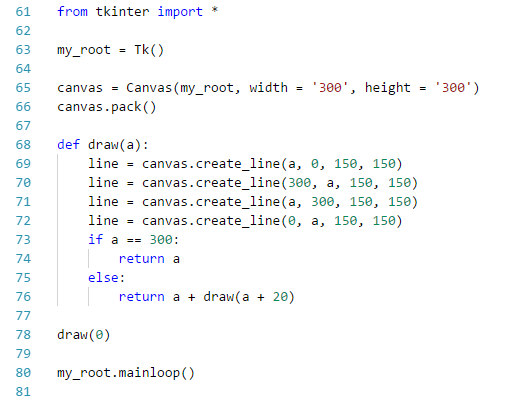 61 from tkinter import *
62
63 my_root = Tk()
64
65 canvas = Canvas(my_root, width = '300', height = '300')
66 canvas.pack()
67
68 def draw(a):
69     line = canvas.create_line(a, 0, 150, 150)
70     line = canvas.create_line(300, a, 150, 150)
71     line = canvas.create_line(a, 300, 150, 150)
72     line = canvas.create_line(0, a, 150, 150)
73     if a == 300:
74         return a
75     else:
76         return a + draw(a + 20)
77
78 draw(0)
79
80 my_root.mainloop()
81